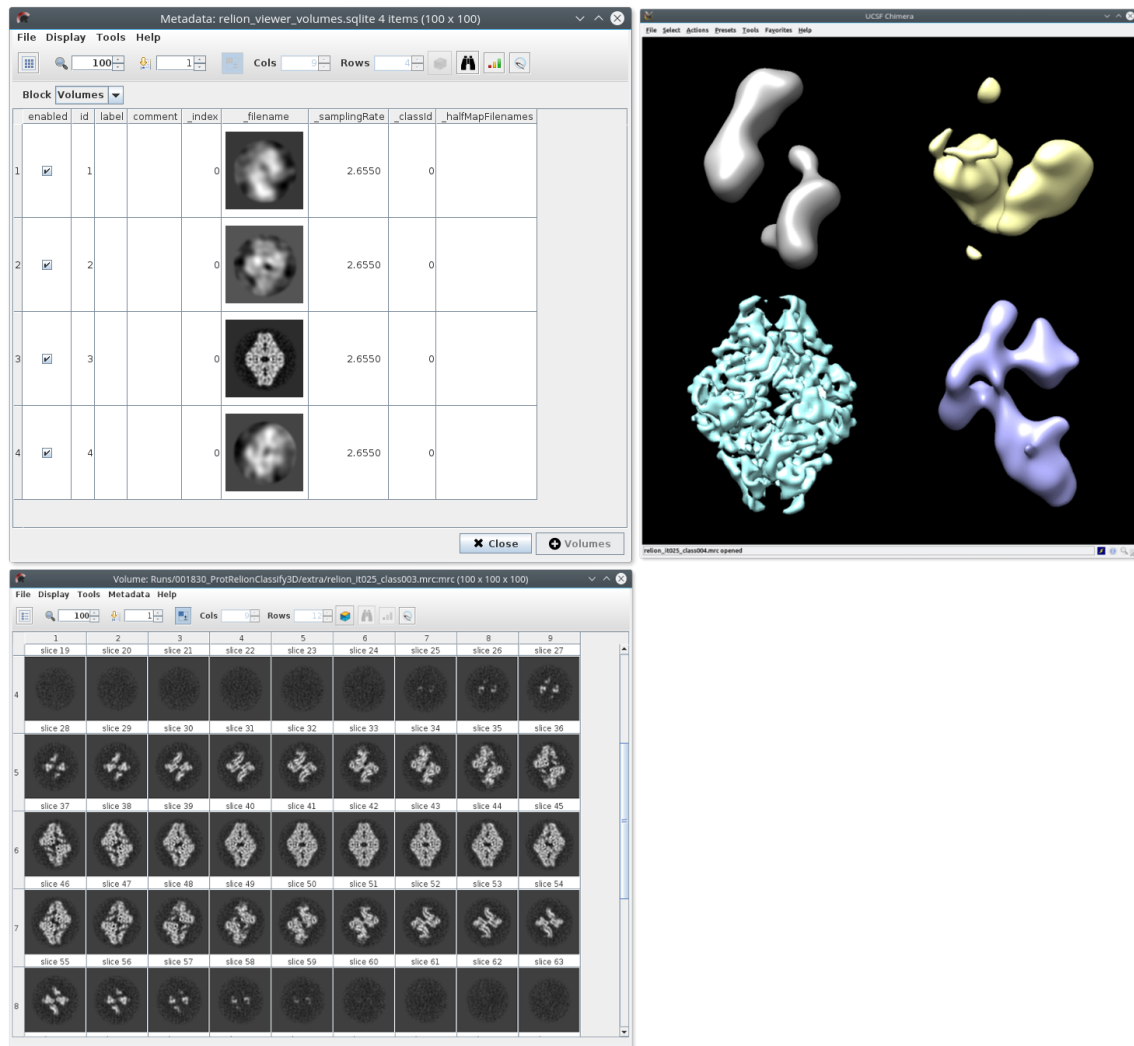 Metadata: relion_viewer_volumes.sqlite 4 items (100 x 100)
File Display Tools Help
100 1 Cols 9 Rows 4
Block Volumes
enabled id label comment _index _filename _samplingRate _classId _halfMapFilenames
1 1 0 2.6550 0
2 2 0 2.6550 0
3 3 0 2.6550 0
4 4 0 2.6550 0
Close Volumes
UCSF Chimera
File Select Actions Presets Tools Favorites Help
relion_it025_class004.mrc opened
Volume: Runs/001830_ProtRelionClassify3D/extra/relion_it025_class003.mrc:mrc (100 x 100 x 100)
File Display Tools Metadata Help
100 1 Cols 9 Rows 12
1 2 3 4 5 6 7 8 9
slice 19 slice 20 slice 21 slice 22 slice 23 slice 24 slice 25 slice 26 slice 27
4
slice 28 slice 29 slice 30 slice 31 slice 32 slice 33 slice 34 slice 35 slice 36
5
slice 37 slice 38 slice 39 slice 40 slice 41 slice 42 slice 43 slice 44 slice 45
6
slice 46 slice 47 slice 48 slice 49 slice 50 slice 51 slice 52 slice 53 slice 54
7
slice 55 slice 56 slice 57 slice 58 slice 59 slice 60 slice 61 slice 62 slice 63
8